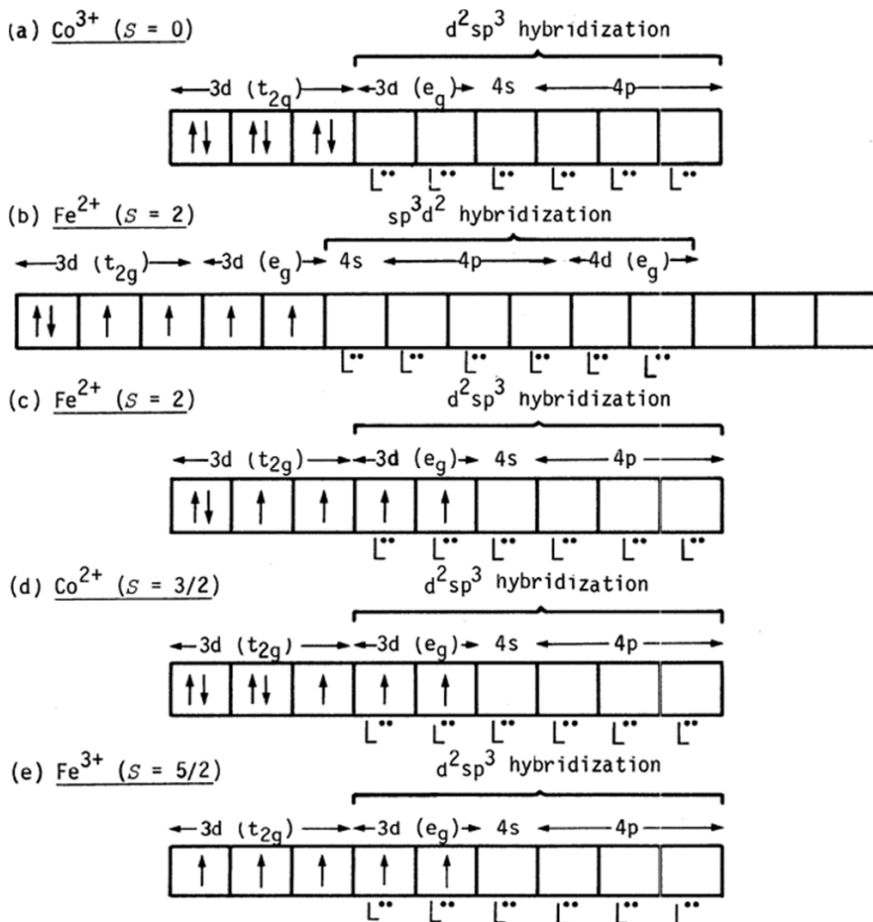 (a) Co3+ (S = 0) d2sp3 hybridization
3d (t2g) 3d (eg) 4s 4p
↑↓ ↑↓ ↑↓
L·· L·· L·· L·· L·· L··
(b) Fe2+ (S = 2) sp3d2 hybridization
3d (t2g) 3d (eg) 4s 4p 4d (eg)
↑↓ ↑ ↑ ↑ ↑
L·· L·· L·· L·· L·· L··
(c) Fe2+ (S = 2) d2sp3 hybridization
3d (t2g) 3d (eg) 4s 4p
↑↓ ↑ ↑ ↑ ↑
L·· L·· L·· L·· L·· L··
(d) Co2+ (S = 3/2) d2sp3 hybridization
3d (t2g) 3d (eg) 4s 4p
↑↓ ↑↓ ↑ ↑ ↑
L·· L·· L·· L·· L·· L··
(e) Fe3+ (S = 5/2) d2sp3 hybridization
3d (t2g) 3d (eg) 4s 4p
↑ ↑ ↑ ↑ ↑
L·· L·· L·· L·· L·· L··